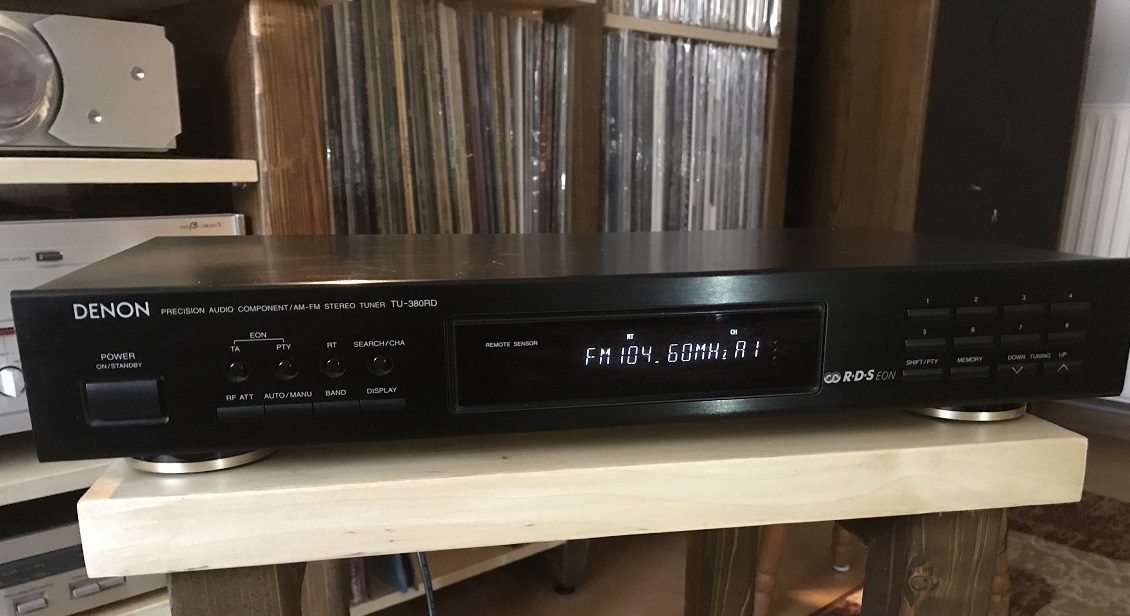 DENON PRECISION AUDIO COMPONENT/AM-FM STEREO TUNER TU-380RD
POWER
ON/STANDBY
EON
TA PTY RT SEARCH/CHA
RF ATT AUTO/MANU BAND DISPLAY
REMOTE SENSOR
RT CH
FM 104.60MHz A1
R·D·S EON
1 2 3 4
5 6 7 8
SHIFT/PTY MEMORY DOWN TUNING UP